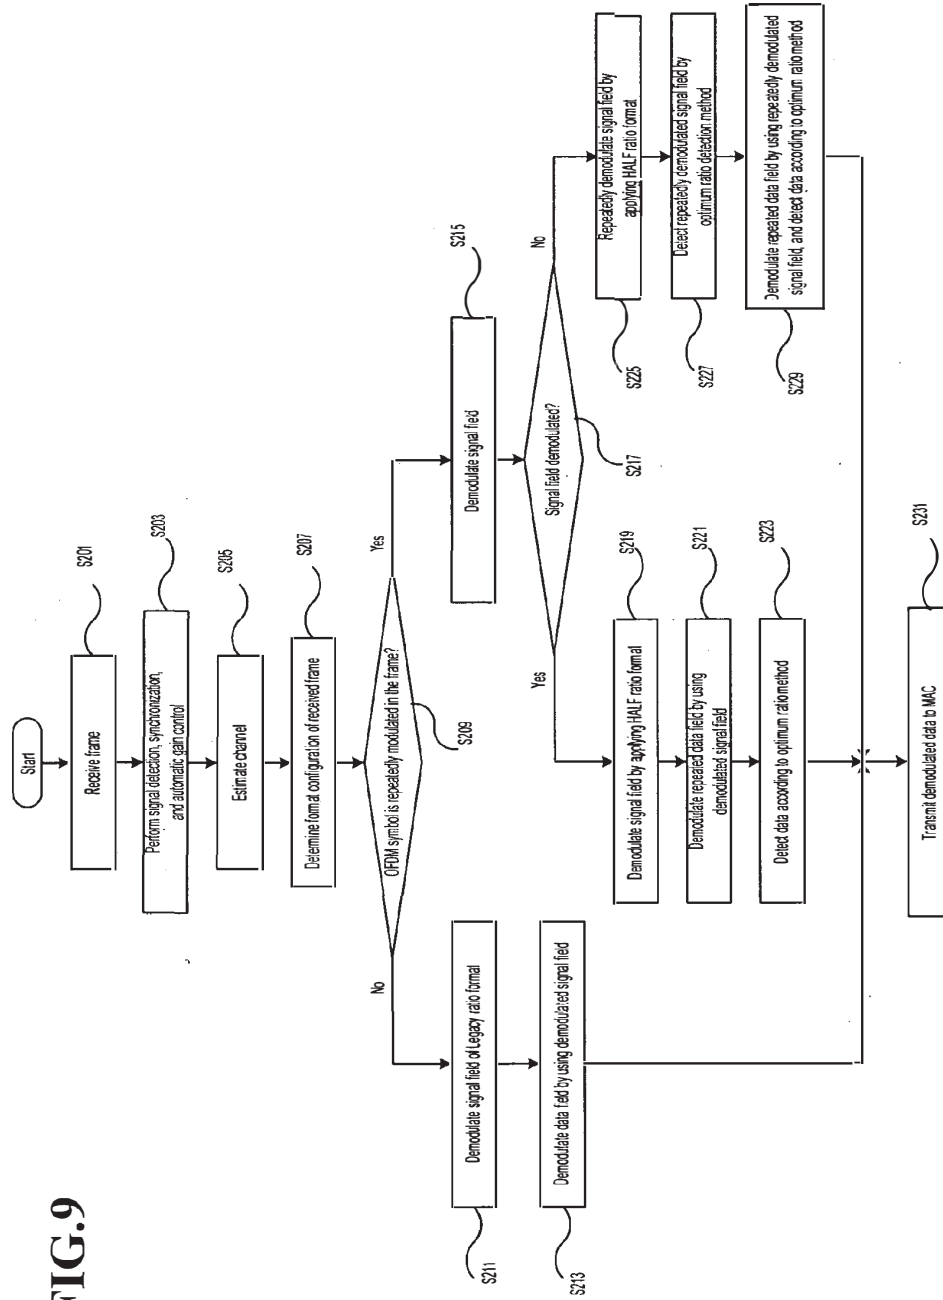 FIG.9
Start
Receive frame
S201
Perform signal detection, synchronization,
and automatic gain control
S203
Estimate channel
S205
Determine format configuration of received frame
S207
OFDM symbol is repeatedly modulated in the frame?
S209
No
Yes
Demodulate signal field of Legacy ratio format
S211
Demodulate data field by using demodulated signal field
S213
Demodulate signal field
S215
Signal field demodulated?
S217
Yes
No
Demodulate signal field by applying HALF ratio format
S219
Demodulate repeated data field by using
demodulated signal field
S221
Detect data according to optimum ratio method
S223
Repeatedly demodulate signal field by
applying HALF ratio format
S225
Detect repeatedly demodulated signal field by
optimum ratio detection method
S227
Demodulate repeated data field by using repeatedly demodulated
signal field, and detect data according to optimum ratio method
S229
Transmit demodulated data to MAC
S231